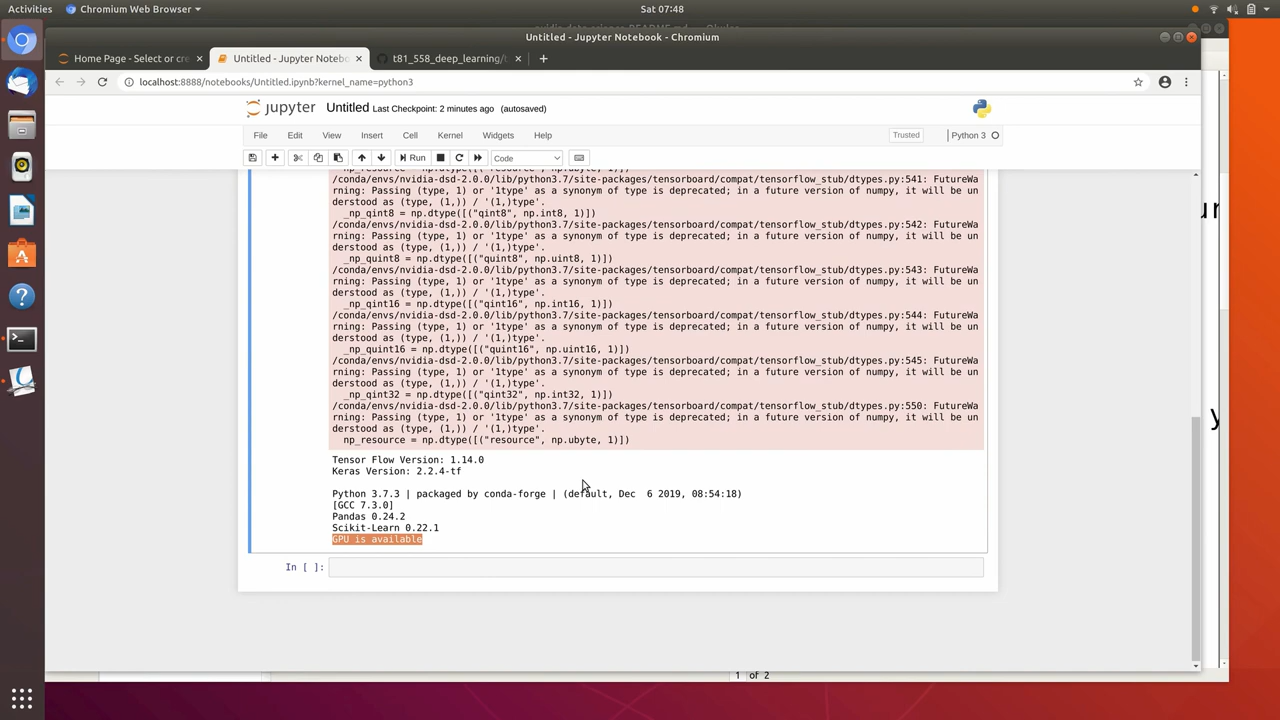 Activities
Chromium Web Browser
Sat 07:48
Untitled - Jupyter Notebook - Chromium
Home Page - Select or cre
Untitled - Jupyter Notebo
t81_558_deep_learning/
localhost:8888/notebooks/Untitled.ipynb?kernel_name=python3
jupyter Untitled Last Checkpoint: 2 minutes ago (autosaved)
File Edit View Insert Cell Kernel Widgets Help
Trusted
Python 3
Run
Code
/conda/envs/nvidia-dsd-2.0.0/lib/python3.7/site-packages/tensorboard/compat/tensorflow_stub/dtypes.py:541: FutureWa
rning: Passing (type, 1) or '1type' as a synonym of type is deprecated; in a future version of numpy, it will be un
derstood as (type, (1,)) / '(1,)type'.
_np_qint8 = np.dtype([("qint8", np.int8, 1)])
/conda/envs/nvidia-dsd-2.0.0/lib/python3.7/site-packages/tensorboard/compat/tensorflow_stub/dtypes.py:542: FutureWa
rning: Passing (type, 1) or '1type' as a synonym of type is deprecated; in a future version of numpy, it will be un
derstood as (type, (1,)) / '(1,)type'.
_np_quint8 = np.dtype([("quint8", np.uint8, 1)])
/conda/envs/nvidia-dsd-2.0.0/lib/python3.7/site-packages/tensorboard/compat/tensorflow_stub/dtypes.py:543: FutureWa
rning: Passing (type, 1) or '1type' as a synonym of type is deprecated; in a future version of numpy, it will be un
derstood as (type, (1,)) / '(1,)type'.
_np_qint16 = np.dtype([("qint16", np.int16, 1)])
/conda/envs/nvidia-dsd-2.0.0/lib/python3.7/site-packages/tensorboard/compat/tensorflow_stub/dtypes.py:544: FutureWa
rning: Passing (type, 1) or '1type' as a synonym of type is deprecated; in a future version of numpy, it will be un
derstood as (type, (1,)) / '(1,)type'.
_np_quint16 = np.dtype([("quint16", np.uint16, 1)])
/conda/envs/nvidia-dsd-2.0.0/lib/python3.7/site-packages/tensorboard/compat/tensorflow_stub/dtypes.py:545: FutureWa
rning: Passing (type, 1) or '1type' as a synonym of type is deprecated; in a future version of numpy, it will be un
derstood as (type, (1,)) / '(1,)type'.
_np_qint32 = np.dtype([("qint32", np.int32, 1)])
/conda/envs/nvidia-dsd-2.0.0/lib/python3.7/site-packages/tensorboard/compat/tensorflow_stub/dtypes.py:550: FutureWa
rning: Passing (type, 1) or '1type' as a synonym of type is deprecated; in a future version of numpy, it will be un
derstood as (type, (1,)) / '(1,)type'.
np_resource = np.dtype([("resource", np.ubyte, 1)])
Tensor Flow Version: 1.14.0
Keras Version: 2.2.4-tf
Python 3.7.3 | packaged by conda-forge | (default, Dec  6 2019, 08:54:18)
[GCC 7.3.0]
Pandas 0.24.2
Scikit-Learn 0.22.1
GPU is available
In [ ]:
1 of 2